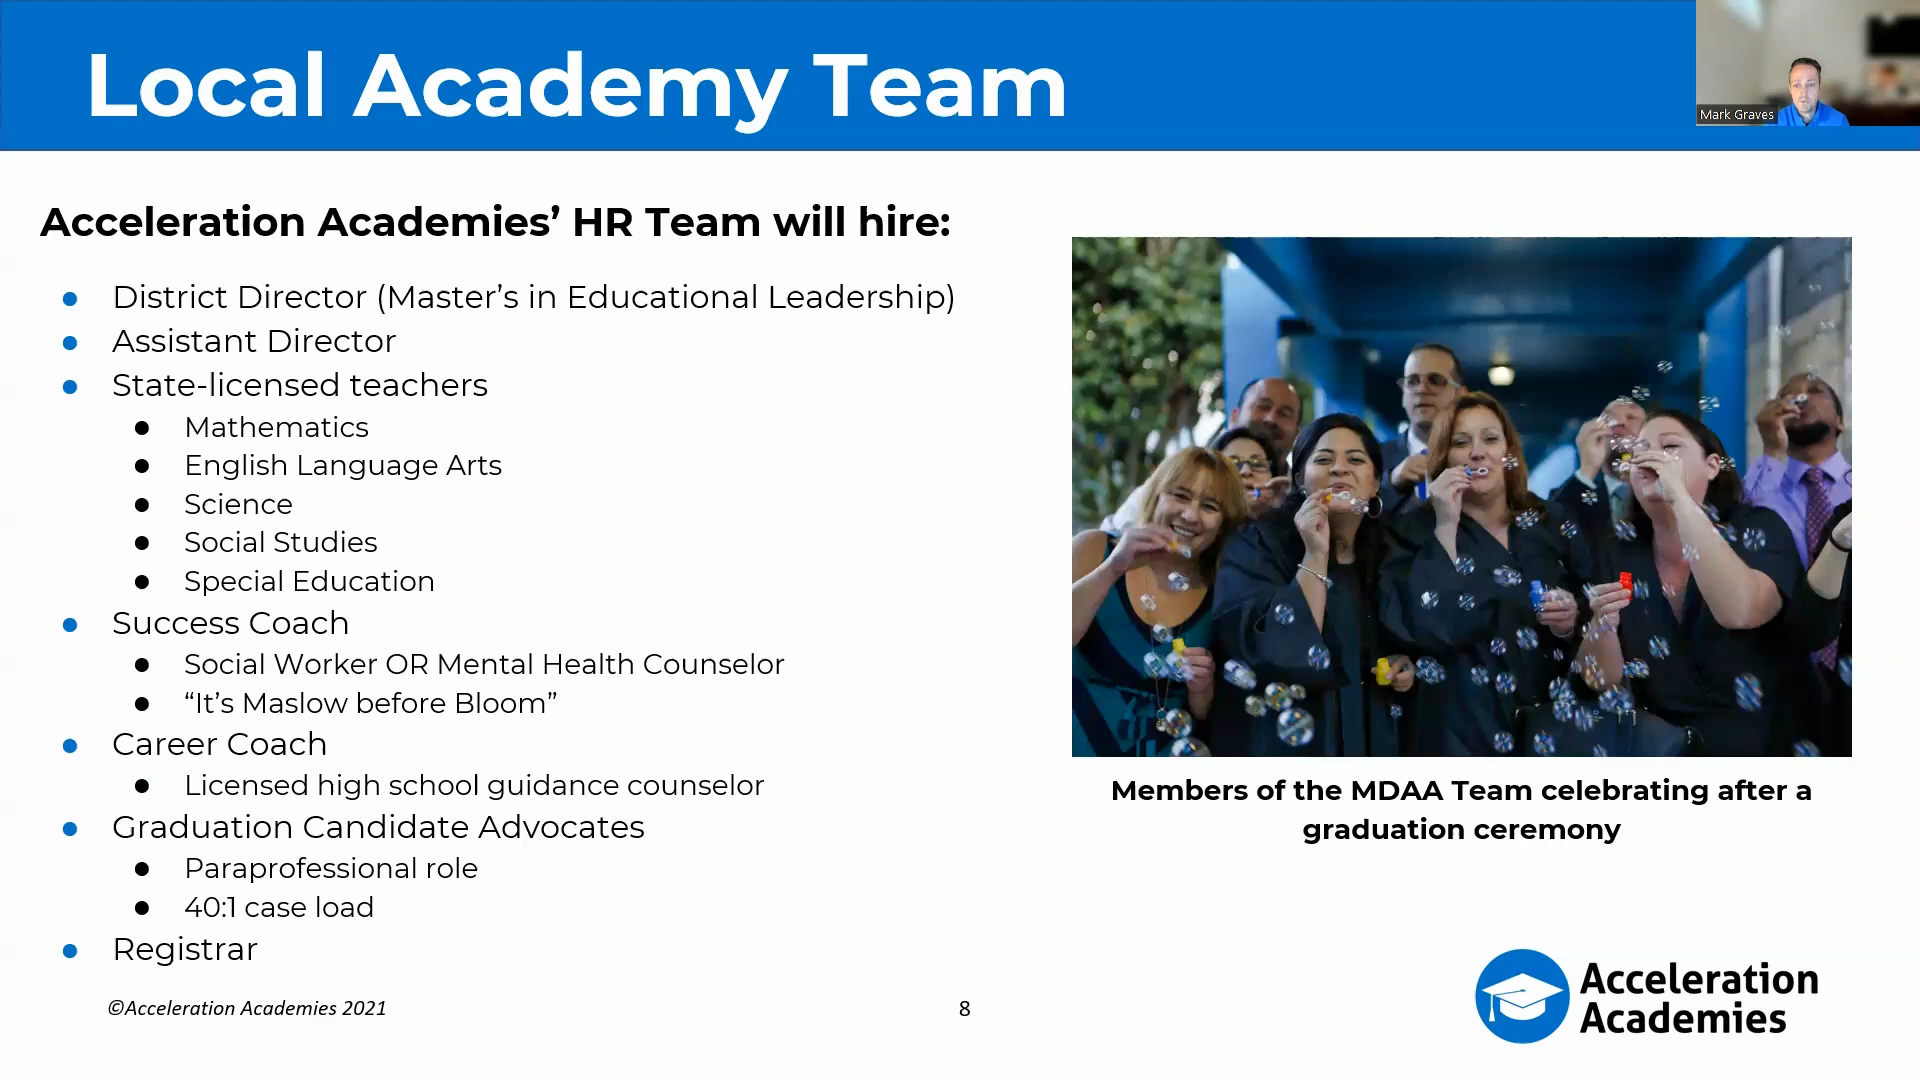 Local Academy Team
Mark Graves
Acceleration Academies’ HR Team will hire:
● District Director (Master’s in Educational Leadership)
● Assistant Director
● State-licensed teachers
● Mathematics
● English Language Arts
● Science
● Social Studies
● Special Education
● Success Coach
● Social Worker OR Mental Health Counselor
● “It’s Maslow before Bloom”
● Career Coach
● Licensed high school guidance counselor
● Graduation Candidate Advocates
● Paraprofessional role
● 40:1 case load
● Registrar
Members of the MDAA Team celebrating after a
graduation ceremony
©Acceleration Academies 2021
8
Acceleration
Academies